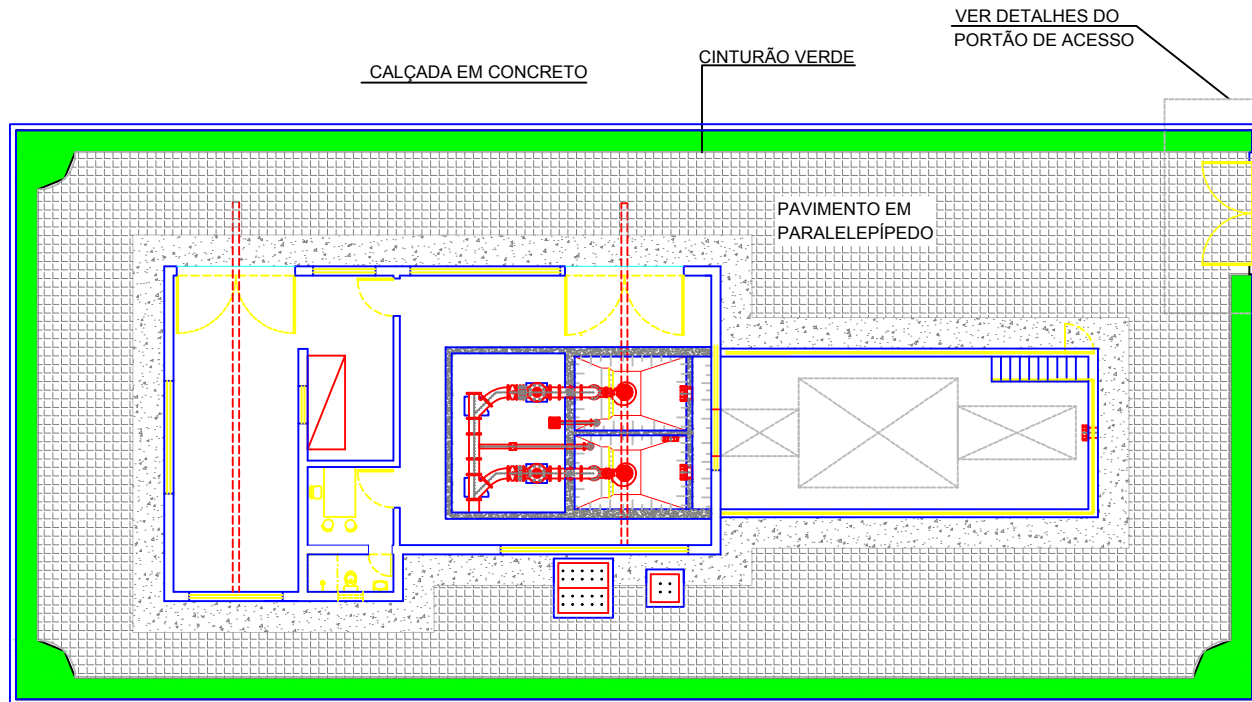 VER DETALHES DO
PORTÃO DE ACESSO
CINTURÃO VERDE
CALÇADA EM CONCRETO
PAVIMENTO EM
PARALELEPÍPEDO